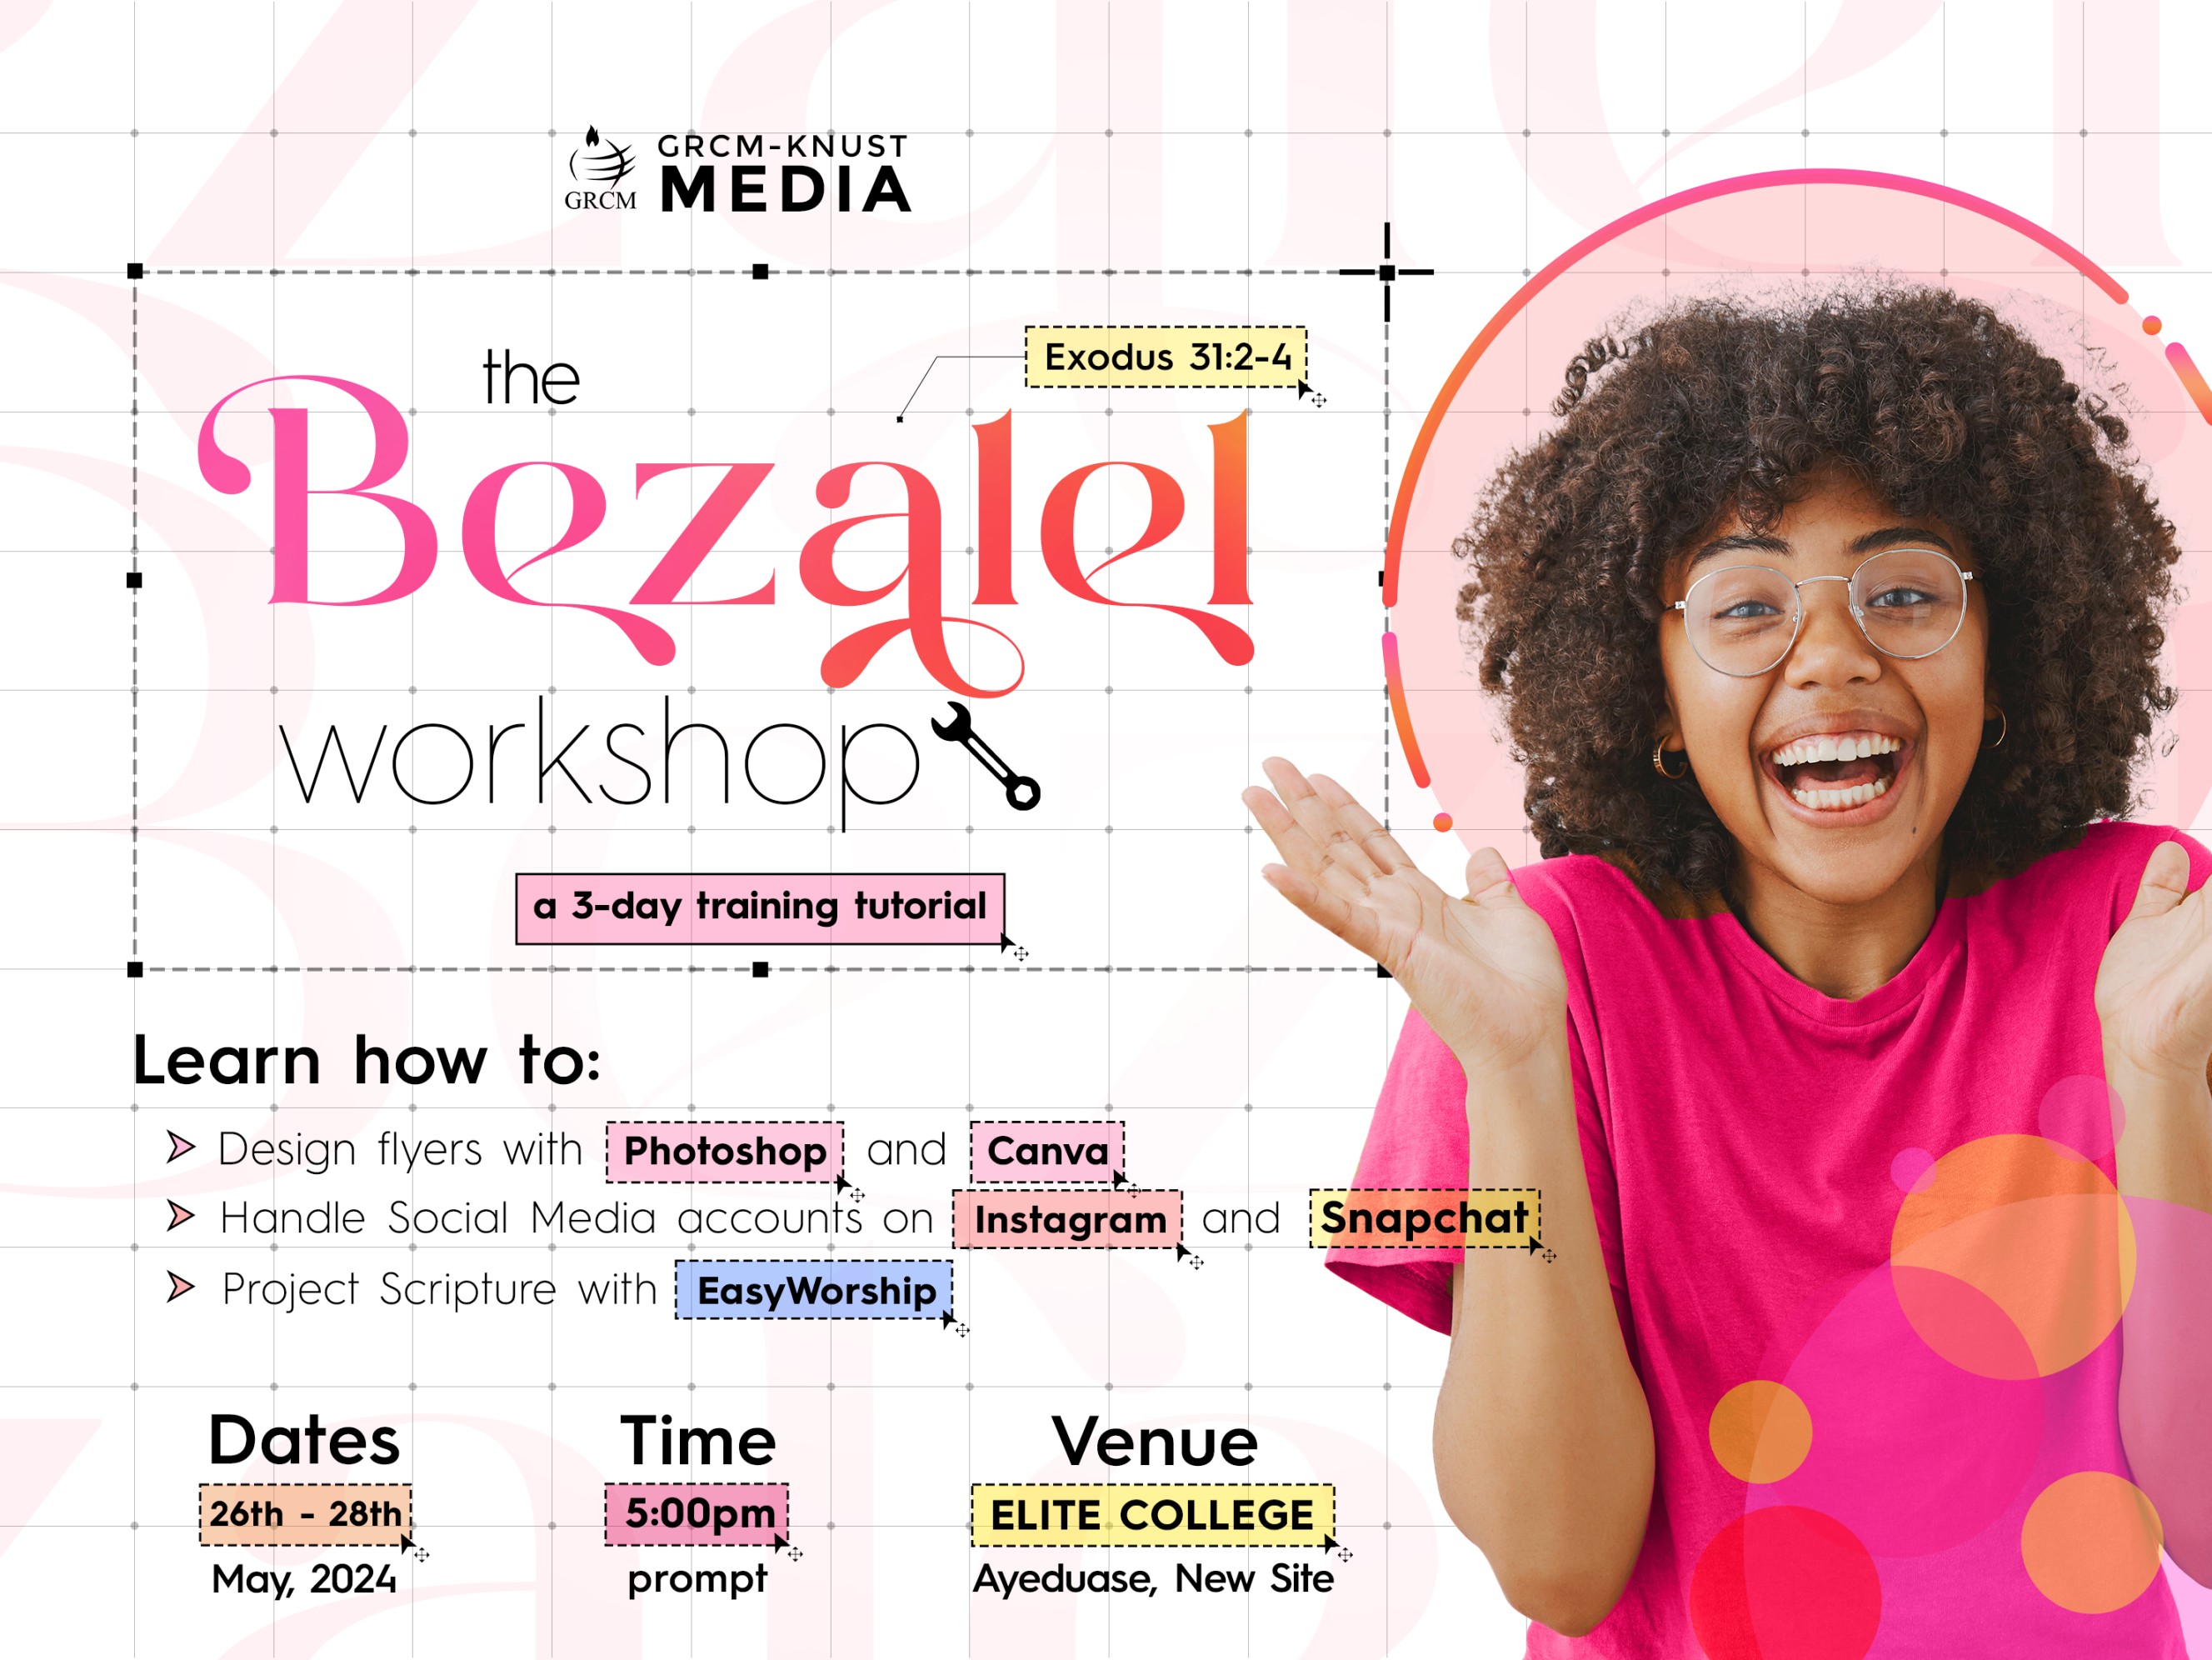 GRCM-KNUST
MEDIA
GRCM
the
Exodus 31:2-4
Bezalel
workshop
a 3-day training tutorial
Learn how to:
Design flyers with Photoshop and Canva
Handle Social Media accounts on Instagram and Snapchat
Project Scripture with EasyWorship
Dates
26th - 28th
May, 2024
Time
5:00pm
prompt
Venue
ELITE COLLEGE
Ayeduase, New Site